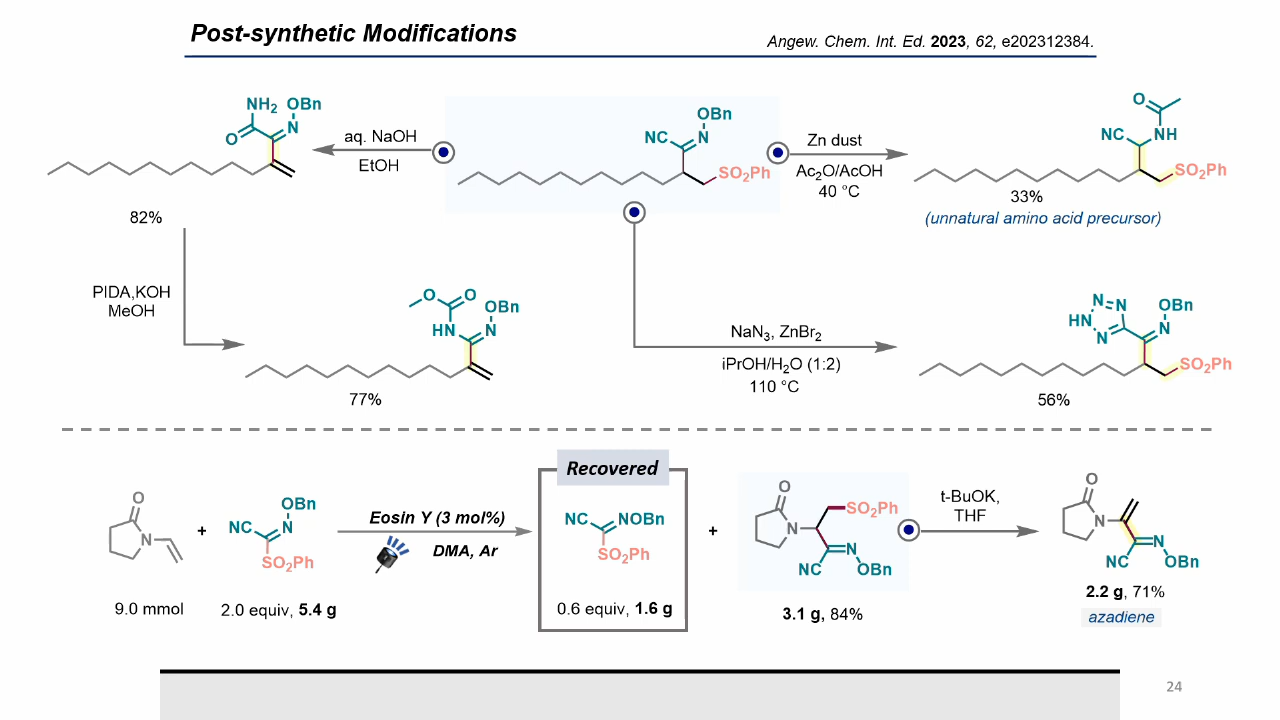 Post-synthetic Modifications
Angew. Chem. Int. Ed. 2023, 62, e202312384.
NH₂ OBn
O N
82%
aq. NaOH
EtOH
OBn
NC N
SO₂Ph
Zn dust
Ac₂O/AcOH
40 °C
O
NC NH
SO₂Ph
33%
(unnatural amino acid precursor)
PIDA,KOH
MeOH
O O
OBn
HN N
77%
NaN₃, ZnBr₂
iPrOH/H₂O (1:2)
110 °C
N N OBn
HN N N
SO₂Ph
56%
O
N
9.0 mmol
+
OBn
NC N
SO₂Ph
2.0 equiv, 5.4 g
Eosin Y (3 mol%)
DMA, Ar
Recovered
NC NOBn
SO₂Ph
0.6 equiv, 1.6 g
+
O
SO₂Ph
N
N
NC OBn
3.1 g, 84%
t-BuOK,
THF
O
N
N
NC OBn
2.2 g, 71%
azadiene
24